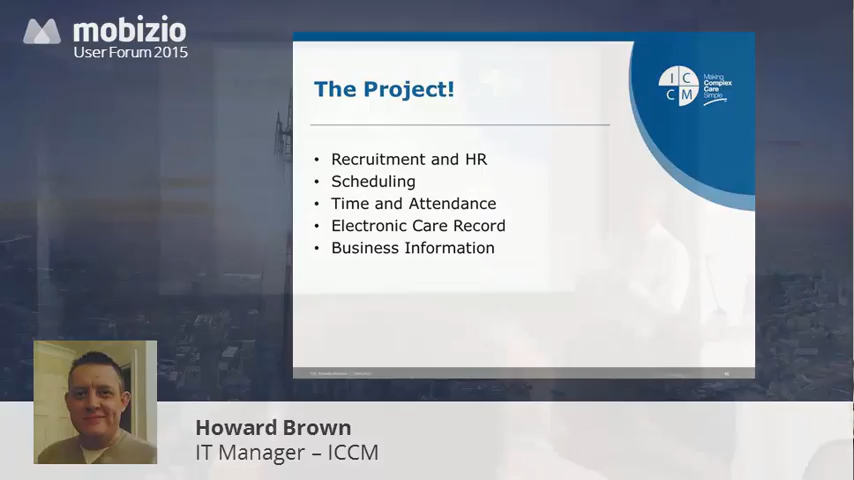 mobizio
User Forum 2015
The Project!
I C
C M
Making
Complex
Care
Simple
• Recruitment and HR
• Scheduling
• Time and Attendance
• Electronic Care Record
• Business Information
Howard Brown
IT Manager – ICCM